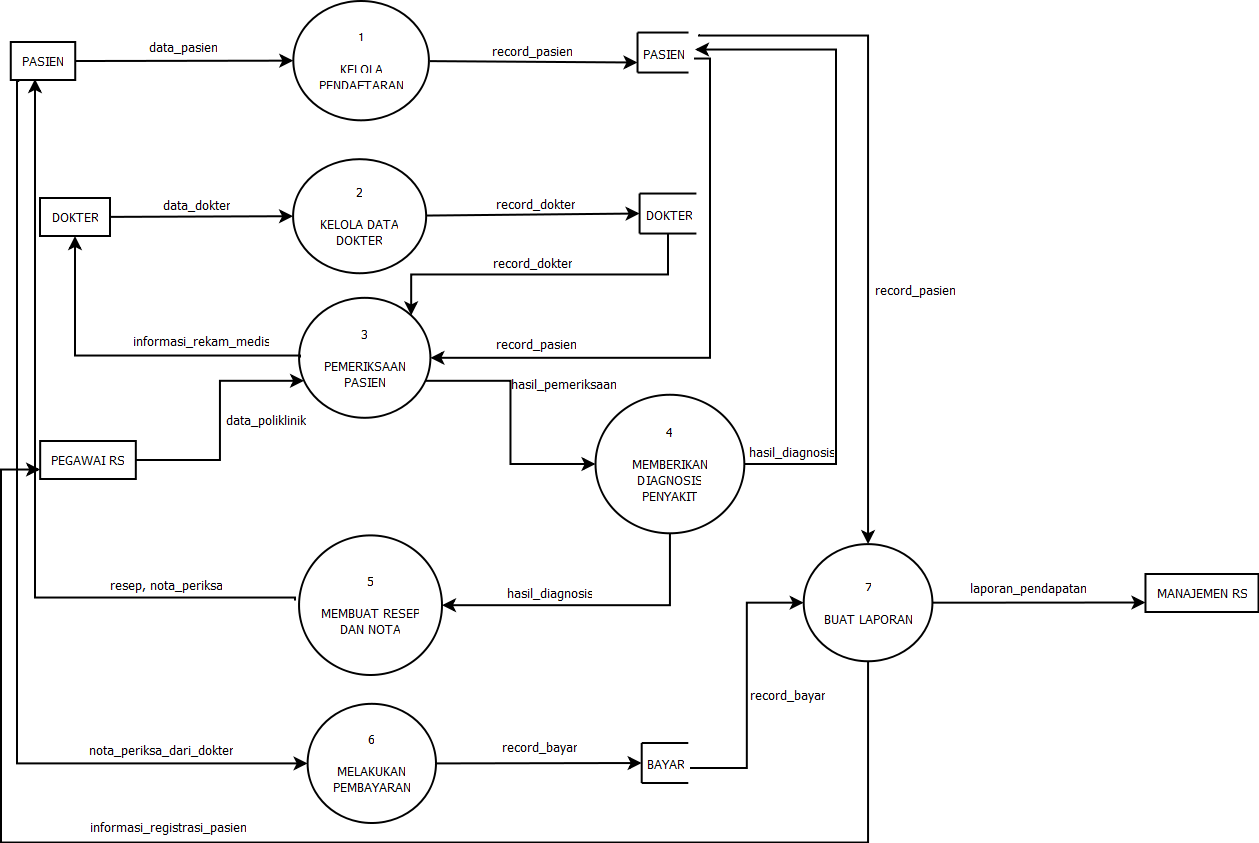 PASIEN
data_pasien
1
KELOLA
PENDAFTARAN
record_pasien
PASIEN
DOKTER
data_dokter
2
KELOLA DATA
DOKTER
record_dokter
DOKTER
record_dokter
record_pasien
informasi_rekam_medis
3
PEMERIKSAAN
PASIEN
record_pasien
hasil_pemeriksaan
data_poliklinik
PEGAWAI RS
4
MEMBERIKAN
DIAGNOSIS
PENYAKIT
hasil_diagnosis
resep, nota_periksa
5
MEMBUAT RESEP
DAN NOTA
hasil_diagnosis
7
BUAT LAPORAN
laporan_pendapatan
MANAJEMEN RS
record_bayar
nota_periksa_dari_dokter
6
MELAKUKAN
PEMBAYARAN
record_bayar
BAYAR
informasi_registrasi_pasien